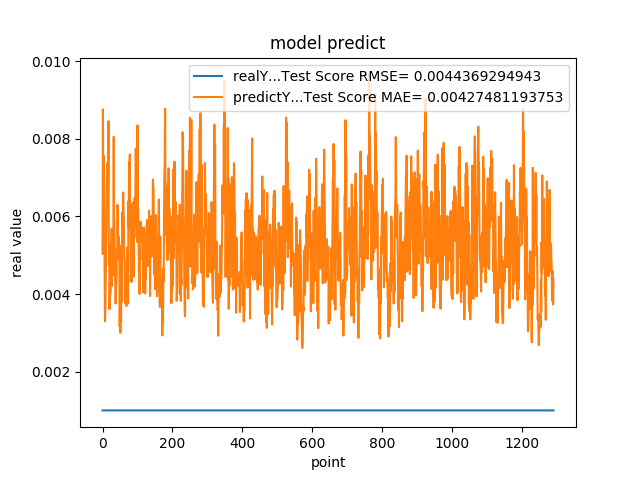 model predict
realY...Test Score RMSE= 0.0044369294943
predictY...Test Score MAE= 0.00427481193753
0.010
0.008
0.006
0.004
0.002
real value
0
200
400
600
800
1000
1200
point